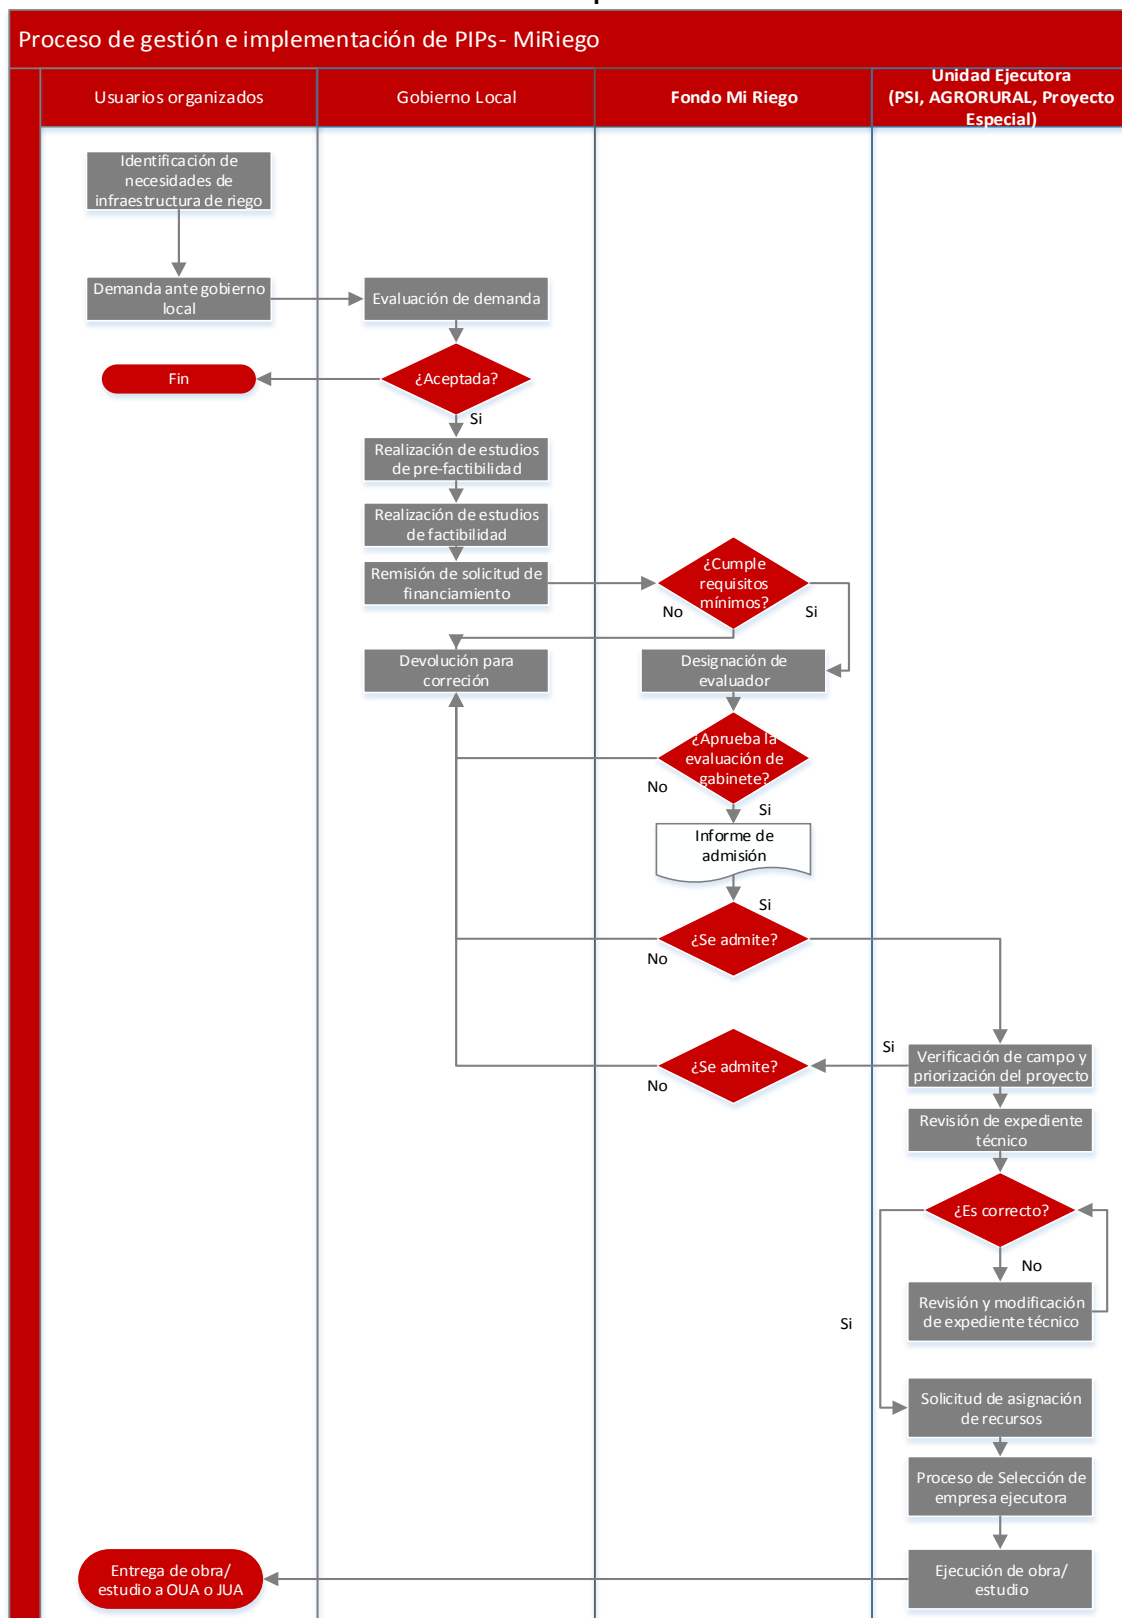 Proceso de gestión e implementación de PIPs- MiRiego
Usuarios organizados
Gobierno Local
Fondo Mi Riego
Unidad Ejecutora
(PSI, AGRORURAL, Proyecto
Especial)
Identificación de
necesidades de
infraestructura de riego
Demanda ante gobierno
local
Evaluación de demanda
Fin
¿Aceptada?
Si
Realización de estudios
de pre-factibilidad
Realización de estudios
de factibilidad
Remisión de solicitud de
financiamiento
¿Cumple
requisitos
mínimos?
No
Si
Devolución para
correción
Designación de
evaluador
¿Aprueba la
evaluación de
gabinete?
No
Si
Informe de
admisión
Si
¿Se admite?
No
¿Se admite?
No
Si
Verificación de campo y
priorización del proyecto
Revisión de expediente
técnico
¿Es correcto?
No
Revisión y modificación
de expediente técnico
Si
Solicitud de asignación
de recursos
Proceso de Selección de
empresa ejecutora
Ejecución de obra/
estudio
Entrega de obra/
estudio a OUA o JUA